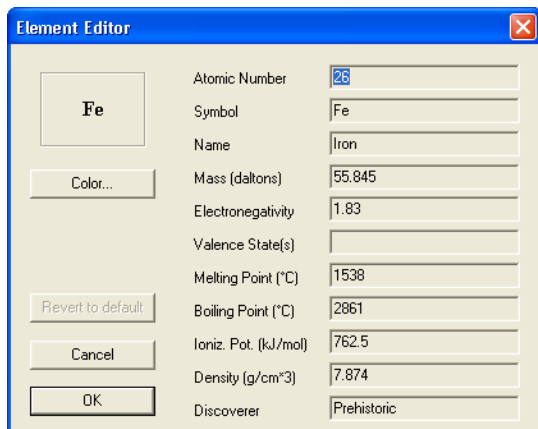 Element Editor
Fe
Color...
Revert to default
Cancel
OK
Atomic Number 26
Symbol Fe
Name Iron
Mass (daltons) 55.845
Electronegativity 1.83
Valence State(s)
Melting Point (°C) 1538
Boiling Point (°C) 2861
Ioniz. Pot. (kJ/mol) 762.5
Density (g/cm^3) 7.874
Discoverer Prehistoric